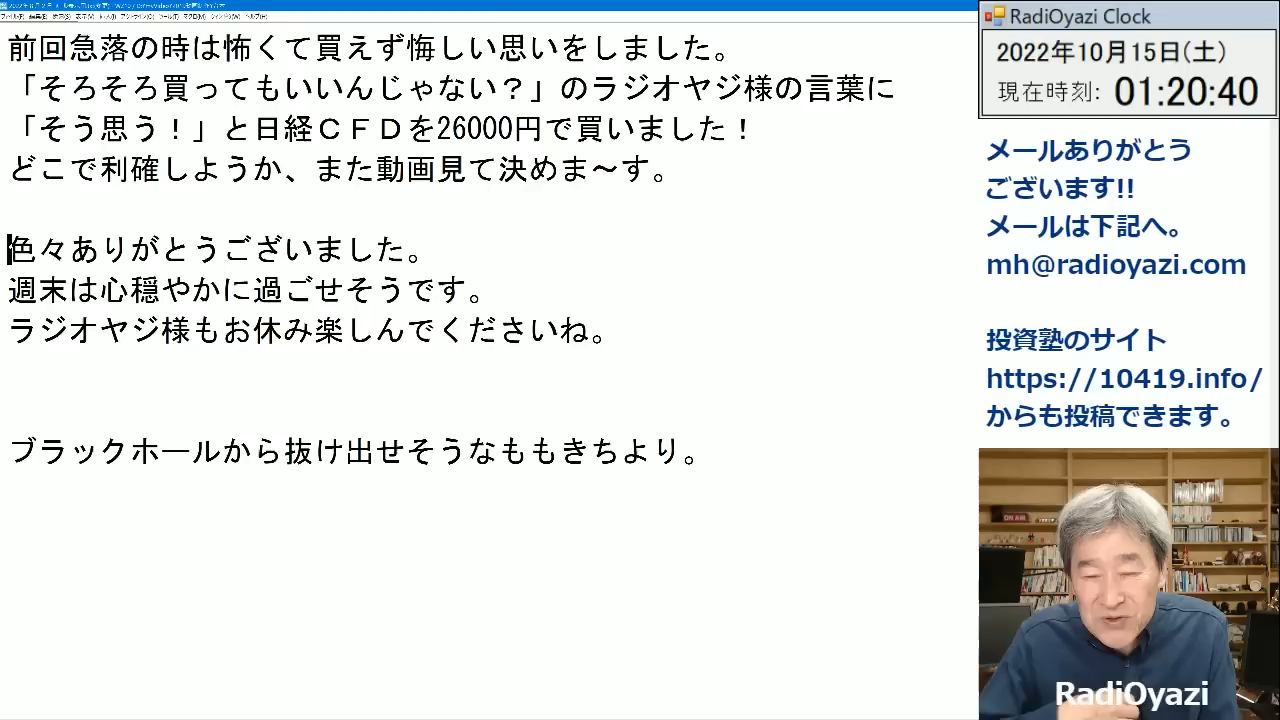 前回急落の時は怖くて買えず悔しい思いをしました。
「そろそろ買ってもいいんじゃない？」のラジオヤジ様の言葉に
「そう思う！」と日経ＣＦＤを26000円で買いました！
どこで利確しようか、また動画見て決めま～す。
色々ありがとうございました。
週末は心穏やかに過ごせそうです。
ラジオヤジ様もお休み楽しんでくださいね。
ブラックホールから抜け出せそうなももきちより。
RadiOyazi Clock
2022年10月15日(土)
現在時刻: 01:20:40
メールありがとう
ございます!!
メールは下記へ。
mh@radioyazi.com
投資塾のサイト
https://10419.info/
からも投稿できます。
ON AIR
RadiOyazi